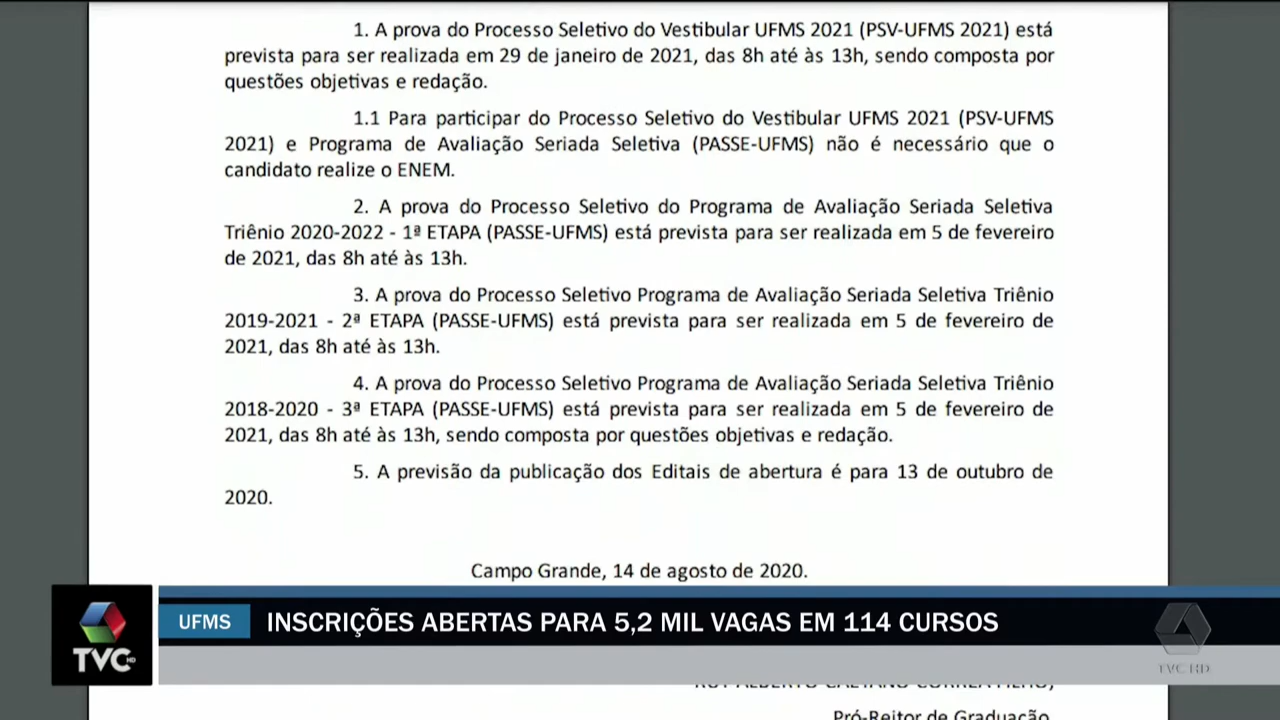 1. A prova do Processo Seletivo do Vestibular UFMS 2021 (PSV-UFMS 2021) está
prevista para ser realizada em 29 de janeiro de 2021, das 8h até às 13h, sendo composta por
questões objetivas e redação.
1.1 Para participar do Processo Seletivo do Vestibular UFMS 2021 (PSV-UFMS
2021) e Programa de Avaliação Seriada Seletiva (PASSE-UFMS) não é necessário que o
candidato realize o ENEM.
2. A prova do Processo Seletivo do Programa de Avaliação Seriada Seletiva
Triênio 2020-2022 - 1ª ETAPA (PASSE-UFMS) está prevista para ser realizada em 5 de fevereiro
de 2021, das 8h até às 13h.
3. A prova do Processo Seletivo Programa de Avaliação Seriada Seletiva Triênio
2019-2021 - 2ª ETAPA (PASSE-UFMS) está prevista para ser realizada em 5 de fevereiro de
2021, das 8h até às 13h.
4. A prova do Processo Seletivo Programa de Avaliação Seriada Seletiva Triênio
2018-2020 - 3ª ETAPA (PASSE-UFMS) está prevista para ser realizada em 5 de fevereiro de
2021, das 8h até às 13h, sendo composta por questões objetivas e redação.
5. A previsão da publicação dos Editais de abertura é para 13 de outubro de
2020.
Campo Grande, 14 de agosto de 2020.
UFMS INSCRIÇÕES ABERTAS PARA 5,2 MIL VAGAS EM 114 CURSOS
TVC HD
TVC HD
Pró-Reitor de Graduação.